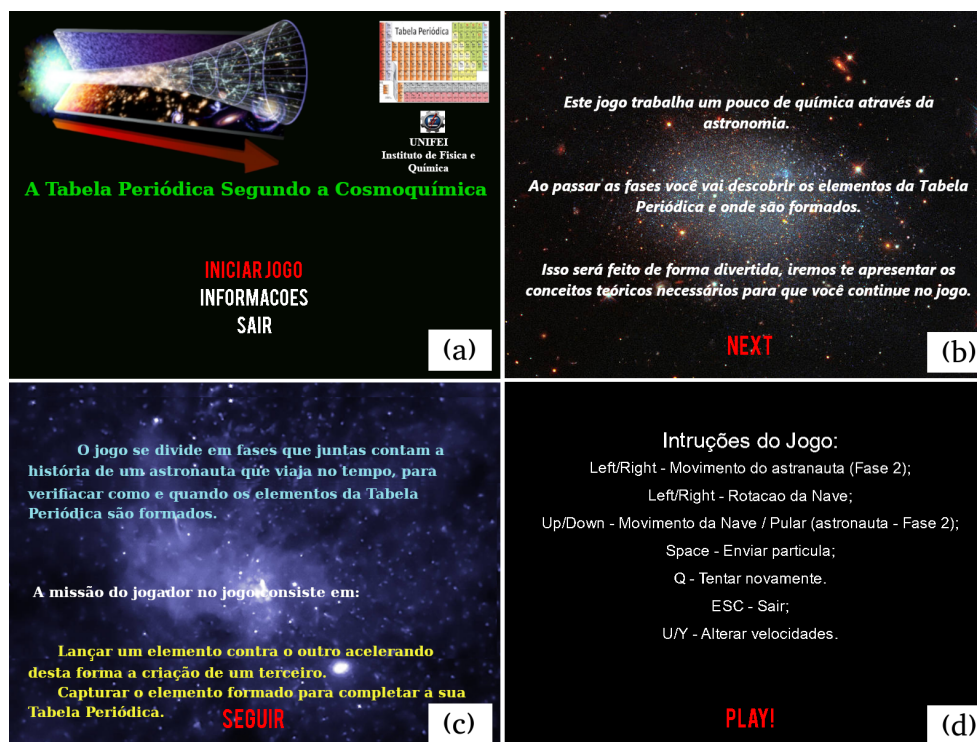 Tabela Periódica
UNIFEI
Instituto de Fisica e
Química
A Tabela Periódica Segundo a Cosmoquímica
INICIAR JOGO
INFORMACOES
SAIR
(a)
Este jogo trabalha um pouco de química através da
astronomia.
Ao passar as fases você vai descobrir os elementos da Tabela
Periódica e onde são formados.
Isso será feito de forma divertida, iremos te apresentar os
conceitos teóricos necessários para que você continue no jogo.
NEXT
(b)
O jogo se divide em fases que juntas contam a
história de um astronauta que viaja no tempo, para
verifiacar como e quando os elementos da Tabela
Periódica são formados.
A missão do jogador no jogo consiste em:
Lançar um elemento contra o outro acelerando
desta forma a criação de um terceiro.
Capturar o elemento formado para completar a sua
Tabela Periódica.
SEGUIR
(c)
Intruções do Jogo:
Left/Right - Movimento do astranauta (Fase 2);
Left/Right - Rotacao da Nave;
Up/Down - Movimento da Nave / Pular (astronauta - Fase 2);
Space - Enviar particula;
Q - Tentar novamente.
ESC - Sair;
U/Y - Alterar velocidades.
PLAY!
(d)